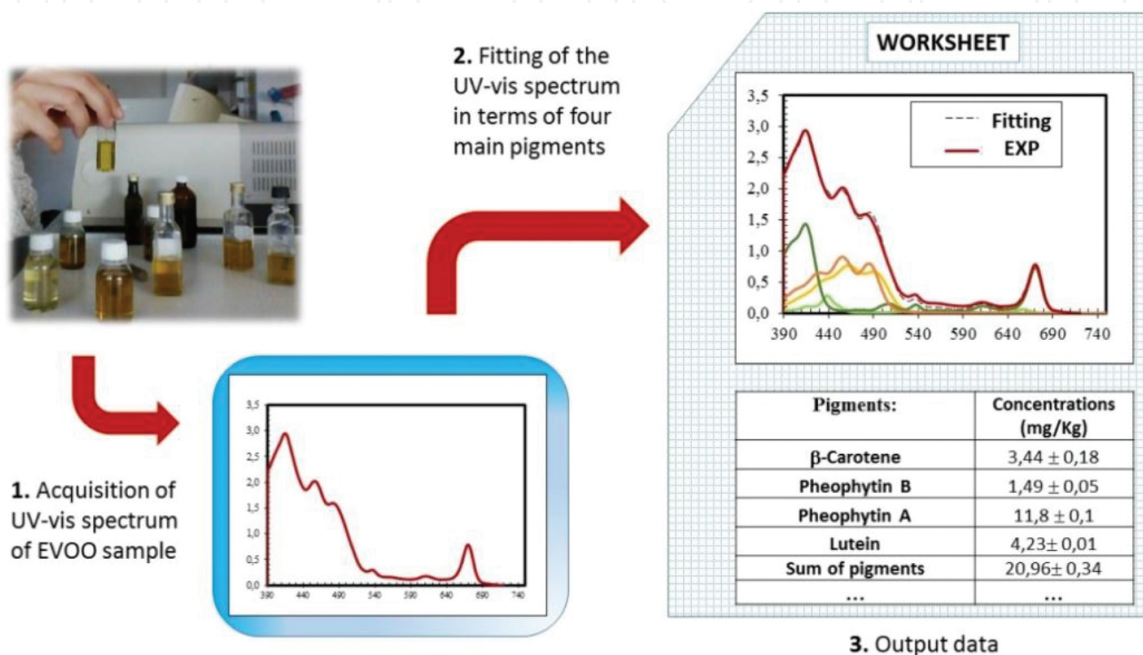 1. Acquisition of
UV-vis spectrum
of EVOO sample
3,5
3,0
2,5
2,0
1,5
1,0
0,5
0,0
390 440 490 540 590 640 690 740
2. Fitting of the
UV-vis spectrum
in terms of four
main pigments
WORKSHEET
3,5
3,0
2,5
2,0
1,5
1,0
0,5
0,0
Fitting
EXP
390 440 490 540 590 640 690 740
Pigments: Concentrations
(mg/Kg)
β-Carotene 3,44 ± 0,18
Pheophytin B 1,49 ± 0,05
Pheophytin A 11,8 ± 0,1
Lutein 4,23± 0,01
Sum of pigments 20,96± 0,34
... ...
3. Output data